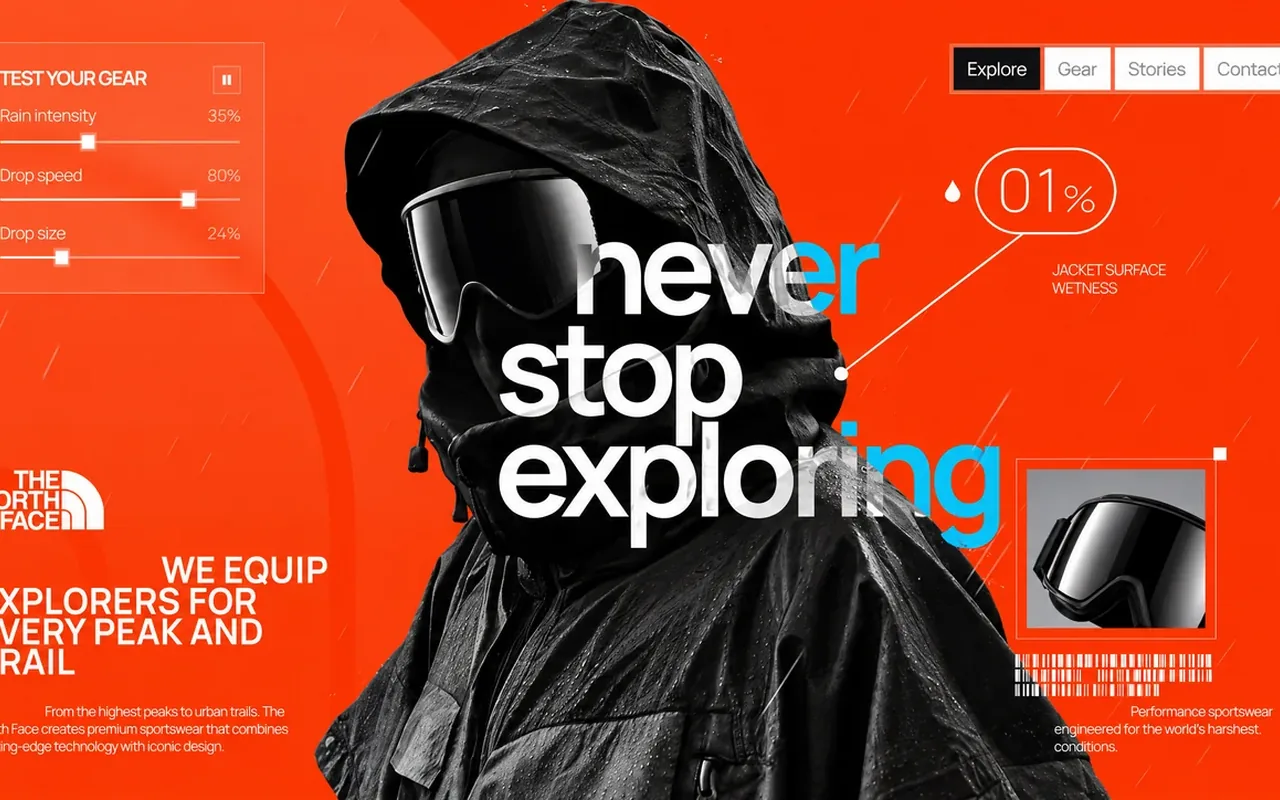 TEST YOUR GEAR
Rain intensity 35%
Drop speed 80%
Drop size 24%
Explore Gear Stories Contact
01%
JACKET SURFACE
WETNESS
never
stop
exploring
THE
ORTH
FACE
WE EQUIP
XPLORERS FOR
VERY PEAK AND
RAIL
From the highest peaks to urban trails. The
th Face creates premium sportswear that combines
ing-edge technology with iconic design.
Performance sportswear
engineered for the world's harshest
conditions.